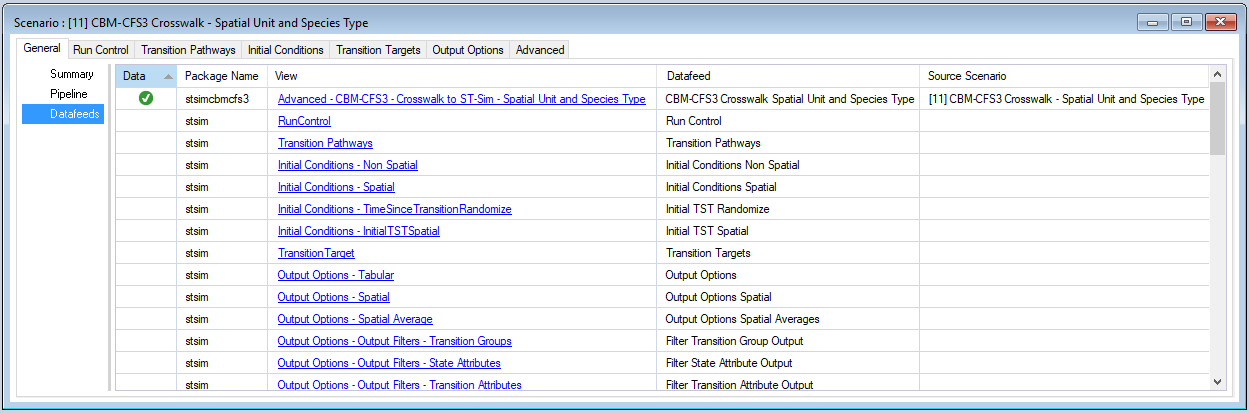 Scenario : [11] CBM-CFS3 Crosswalk - Spatial Unit and Species Type
General Run Control Transition Pathways Initial Conditions Transition Targets Output Options Advanced
Summary
Pipeline
Datafeeds
Data Package Name View Datafeed Source Scenario
stsimcbmcfs3 Advanced - CBM-CFS3 - Crosswalk to ST-Sim - Spatial Unit and Species Type CBM-CFS3 Crosswalk Spatial Unit and Species Type [11] CBM-CFS3 Crosswalk - Spatial Unit and Species Type
stsim RunControl Run Control
stsim Transition Pathways Transition Pathways
stsim Initial Conditions - Non Spatial Initial Conditions Non Spatial
stsim Initial Conditions - Spatial Initial Conditions Spatial
stsim Initial Conditions - TimeSinceTransitionRandomize Initial TST Randomize
stsim Initial Conditions - InitialTSTSpatial Initial TST Spatial
stsim TransitionTarget Transition Targets
stsim Output Options - Tabular Output Options
stsim Output Options - Spatial Output Options Spatial
stsim Output Options - Spatial Average Output Options Spatial Averages
stsim Output Options - Output Filters - Transition Groups Filter Transition Group Output
stsim Output Options - Output Filters - State Attributes Filter State Attribute Output
stsim Output Options - Output Filters - Transition Attributes Filter Transition Attribute Output